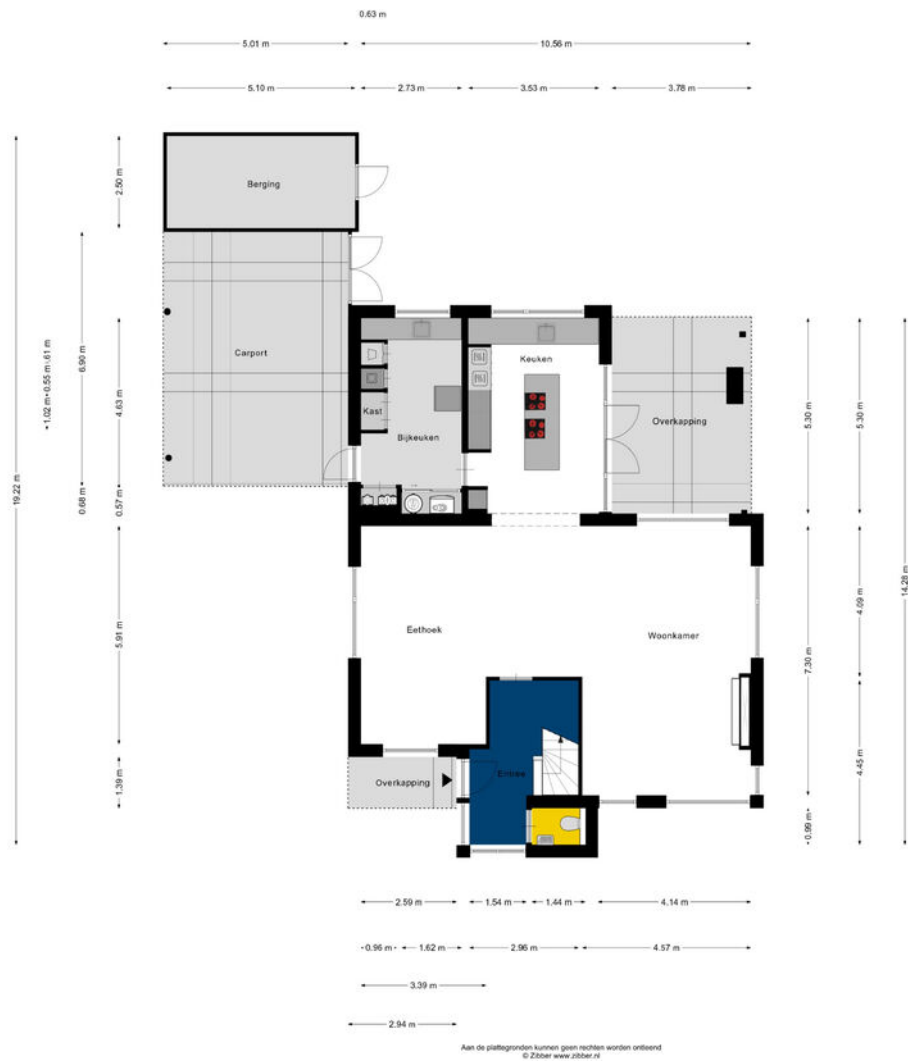 0.63 m
5.01 m
10.56 m
5.10 m
2.73 m
3.53 m
3.78 m
Berging
2.50 m
Carport
Keuken
Kast
Bijkeuken
Overkapping
19.22 m
1.02 m
0.55 m
6.90 m
0.68 m
4.63 m
0.57 m
5.30 m
5.30 m
14.28 m
Eethoek
Woonkamer
5.91 m
7.30 m
4.09 m
4.45 m
Overkapping
Entree
1.39 m
0.99 m
2.59 m
1.54 m
1.44 m
4.14 m
0.96 m
1.62 m
2.96 m
4.57 m
3.39 m
2.94 m
Aan de plattegronden kunnen geen rechten worden ontleend
© Zibber www.zibber.nl